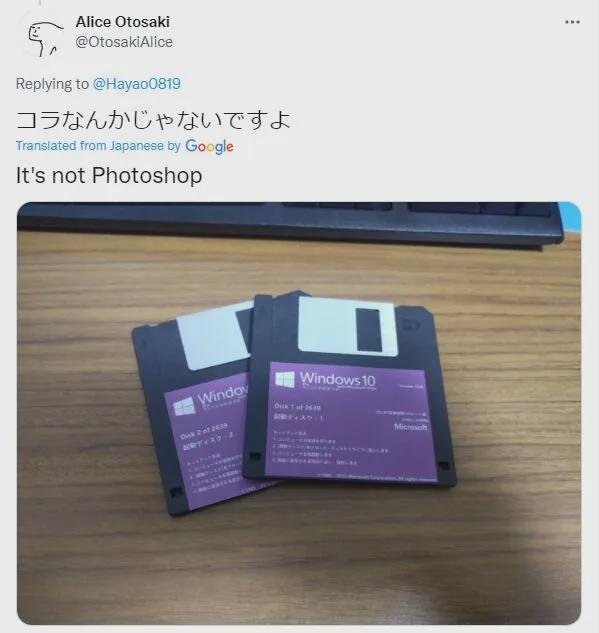 Alice Otosaki
@OtosakiAlice
Replying to @Hayao0819
コラなんかじゃないですよ
Translated from Japanese by Google
It's not Photoshop
Windows 10
Disk 1 of 2639
起動ディスク - 1
Microsoft
Window
Disk 2 of 2639
起動ディスク - 2